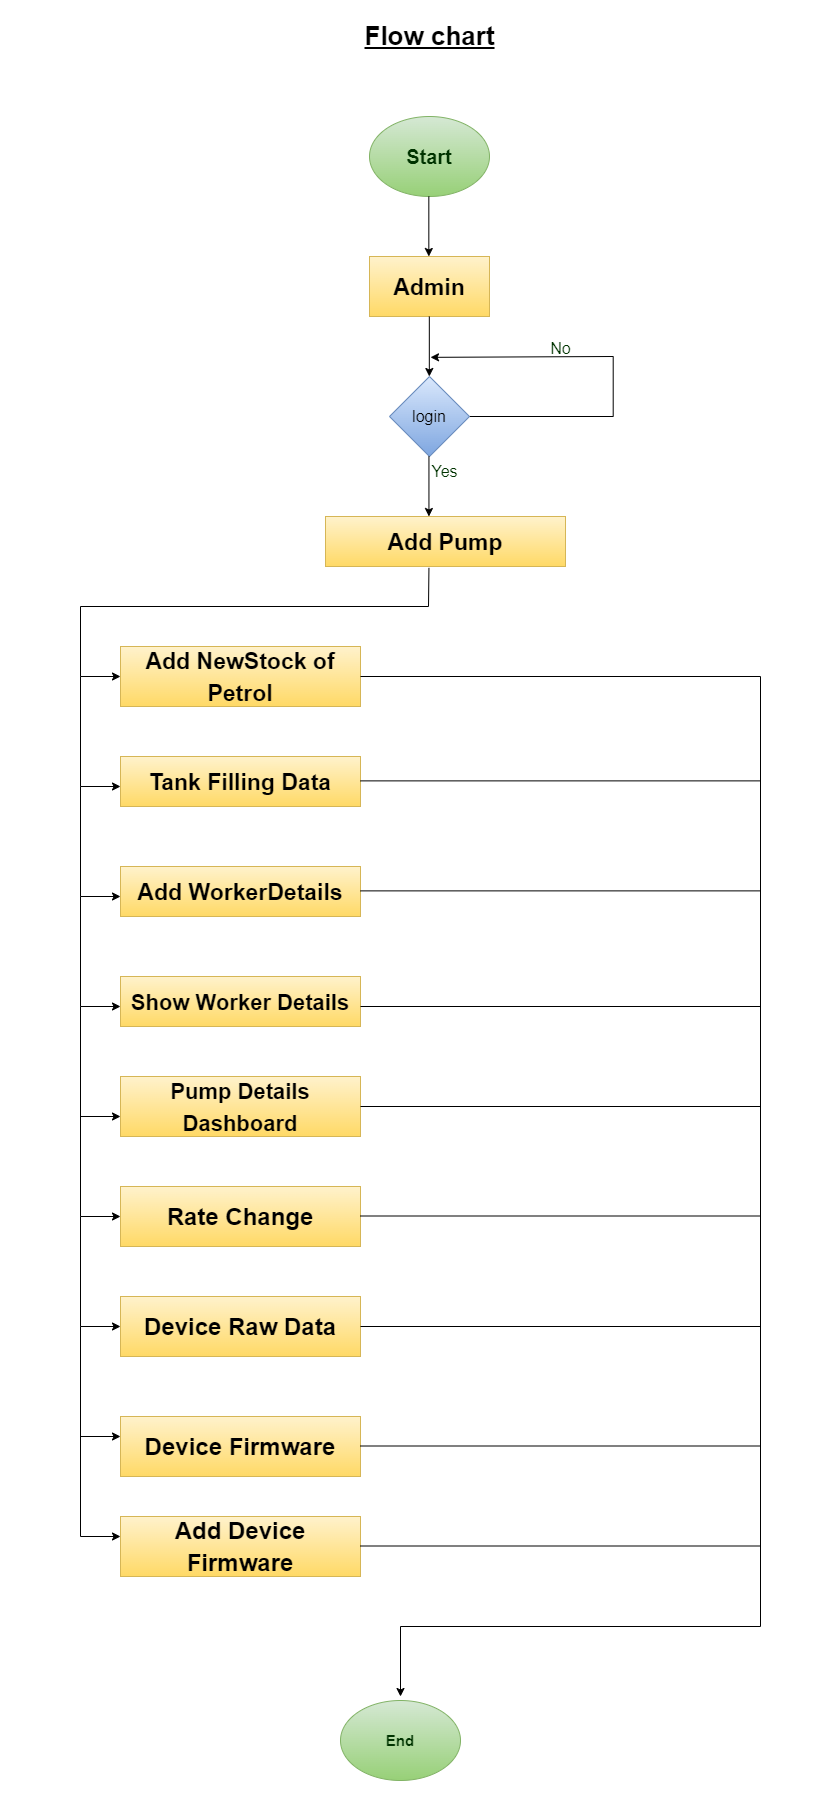 Flow chart
Start
Admin
No
login
Yes
Add Pump
Add NewStock of
Petrol
Tank Filling Data
Add WorkerDetails
Show Worker Details
Pump Details
Dashboard
Rate Change
Device Raw Data
Device Firmware
Add Device
Firmware
End